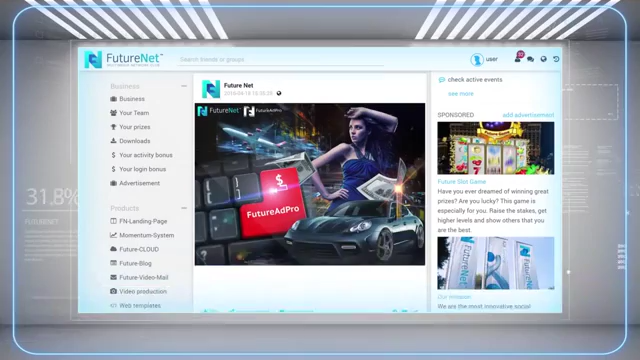 FutureNet™
Search trends or groups
user
Business
Business
Your Team
Your prizes
Downloads
$ Your activity bonus
$ Your login bonus
Advertisement
Products
FN-Landing Page
Momentum-System
Future-CLOUD
Future-Blog
Future-Video-Mail
Video production
Web templates
Future Net
FutureNet
FutureAdPro
$
FutureAdPro
check active events
see more
SPONSORED
add advertisement
Future Slot Game
Have you ever dreamed of winning great
prizes? Are you lucky? This game is
especially for you. Raise the stakes, get
higher levels and show others that you
are the best.
We are the most innovative social
31.8%
FUTURENET